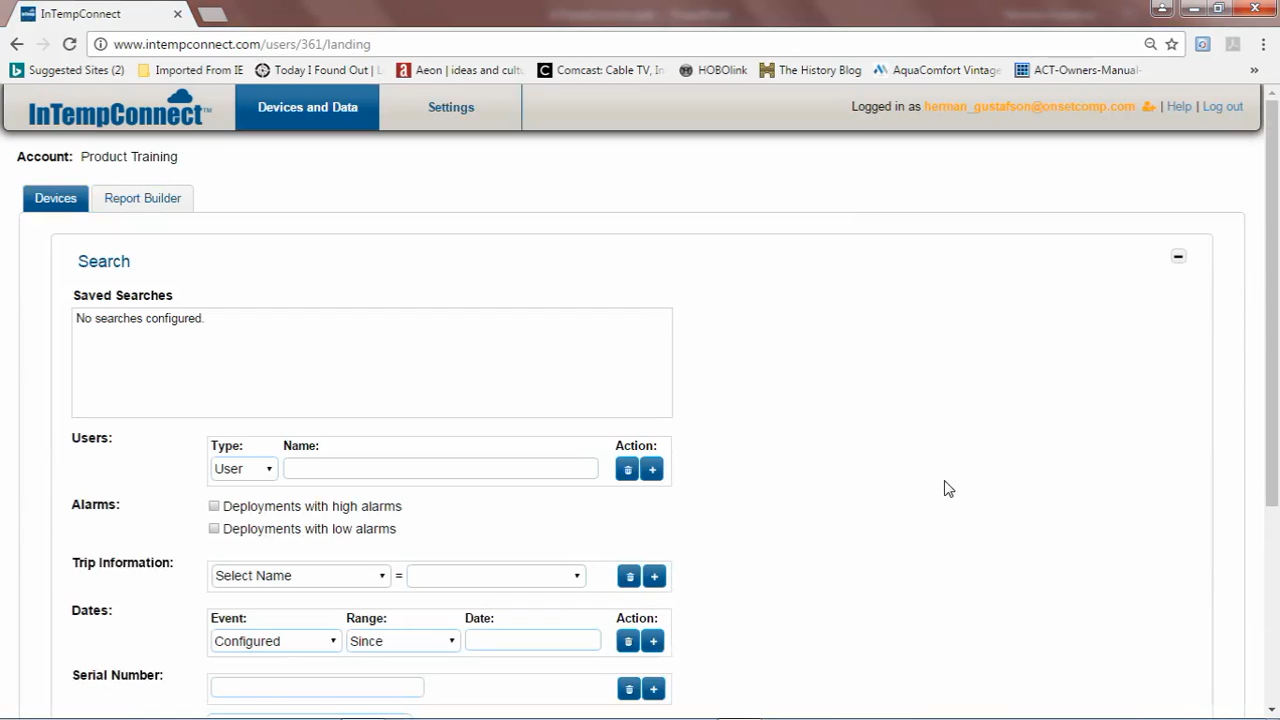 InTempConnect
www.intempconnect.com/users/361/landing
Suggested Sites (2)
Imported From IE
Today I Found Out | L
Aeon | ideas and cultu
Comcast: Cable TV, In
HOBOlink
The History Blog
AquaComfort Vintage
ACT-Owners-Manual-
InTempConnect™
Devices and Data
Settings
Logged in as herman_gustafson@onsetcomp.com | Help | Log out
Account: Product Training
Devices
Report Builder
Search
Saved Searches
No searches configured.
Users:
Type: Name: Action:
User
Alarms:
Deployments with high alarms
Deployments with low alarms
Trip Information:
Select Name =
Dates:
Event: Range: Date: Action:
Configured Since
Serial Number: